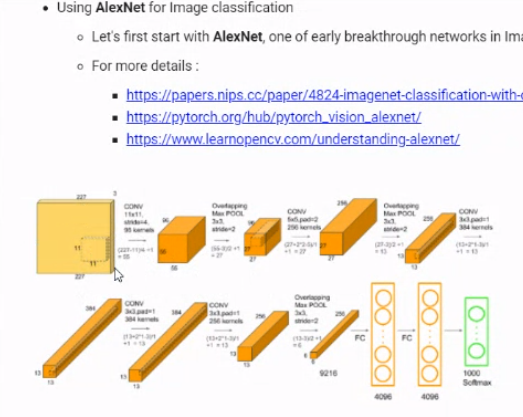 Using AlexNet for Image classification
Let's first start with AlexNet, one of early breakthrough networks in Ima
For more details :
https://papers.nips.cc/paper/4824-imagenet-classification-with-
https://pytorch.org/hub/pytorch_vision_alexnet/
https://www.learnopencv.com/understanding-alexnet/
227
3
CONV
11x11,
stride=4,
96 kernels
11
11
227
(227-11)/4 +1
= 55
96
55
55
Overlapping
Max POOL
3x3,
stride=2
(55-3)/2 +1
= 27
96
27
27
CONV
5x5,pad=2
256 kernels
(27+2*2-5)/1
+1 = 27
256
27
27
Overlapping
Max POOL
3x3,
stride=2
(27-3)/2 +1
= 13
256
13
13
CONV
3x3,pad=1
384 kernels
(13+2*1-3)/1
+1 = 13
384
13
13
CONV
3x3,pad=1
384 kernels
(13+2*1-3)/1
+1 = 13
384
13
13
CONV
3x3,pad=1
256 kernels
(13+2*1-3)/1
+1 = 13
256
13
13
Overlapping
Max POOL
3x3,
stride=2
(13-3)/2 +1
= 6
256
6
9216
FC
4096
FC
4096
1000
Softmax